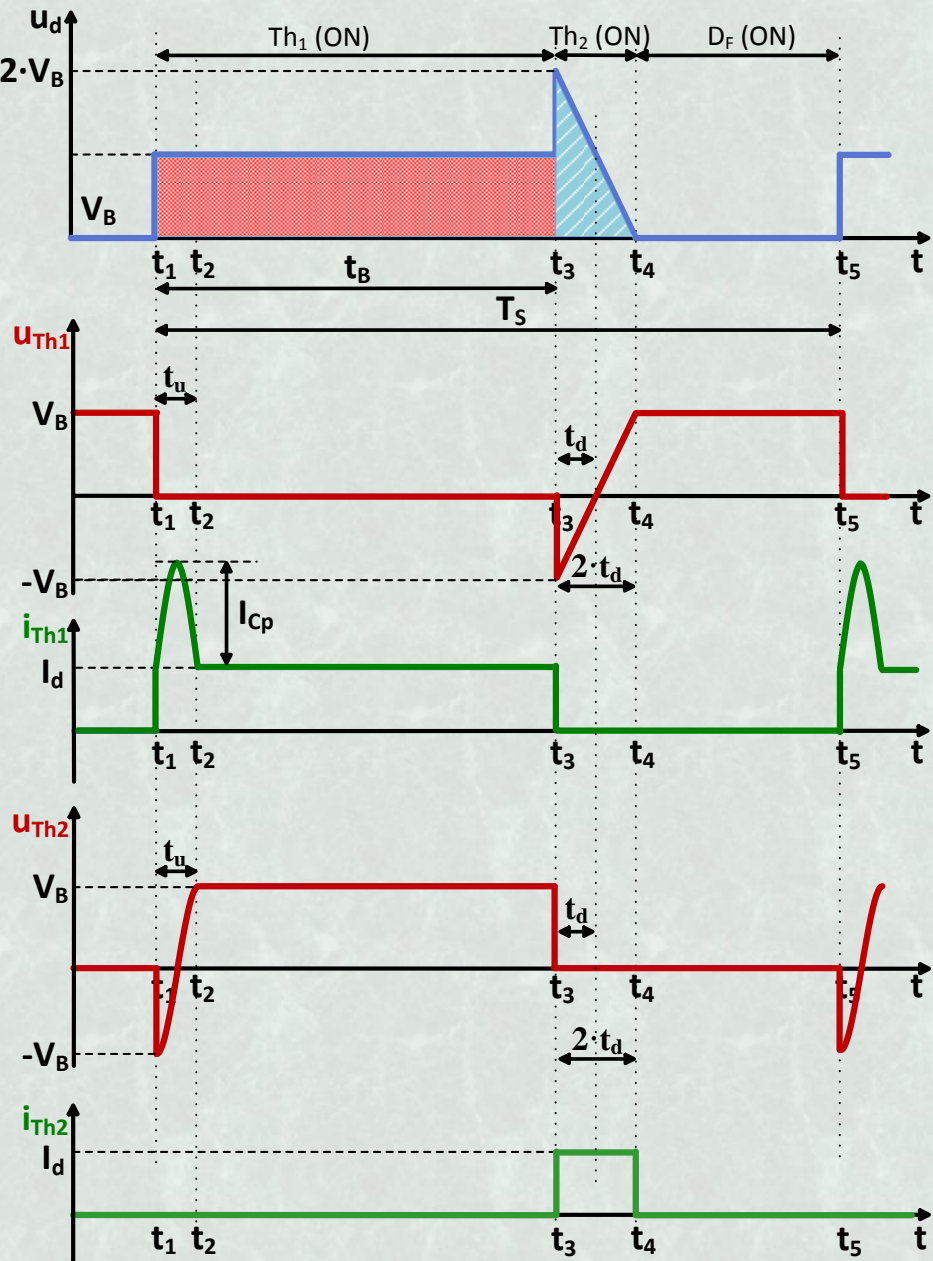 u_d
Th₁ (ON) Th₂ (ON) D_F (ON)
2·V_B
V_B
t₁ t₂ t_B t₃ t₄ t₅ t
T_S
u_Th1
t_u
V_B
t_d
t₁ t₂ t₃ t₄ t₅ t
-V_B
2·t_d
I_Cp
i_Th1
I_d
t₁ t₂ t₃ t₄ t₅ t
u_Th2
t_u
V_B
t_d
t₁ t₂ t₃ t₄ t₅ t
-V_B
2·t_d
i_Th2
I_d
t₁ t₂ t₃ t₄ t₅ t